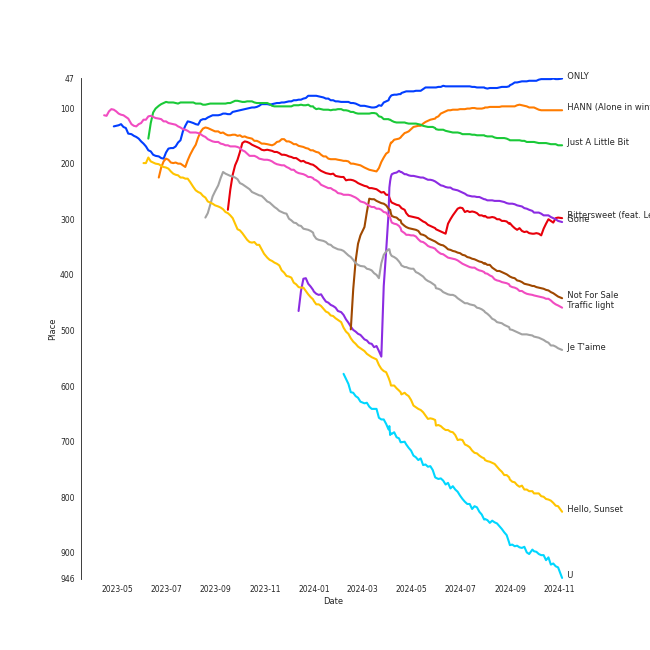 47
100
200
300
400
500
600
700
800
900
946
Place
2023-05
2023-07
2023-09
2023-11
2024-01
2024-03
2024-05
2024-07
2024-09
2024-11
Date
ONLY
HANN (Alone in win
Just A Little Bit
Bittersweet (feat. Le
Not For Sale
Traffic light
Je T'aime
Hello, Sunset
U